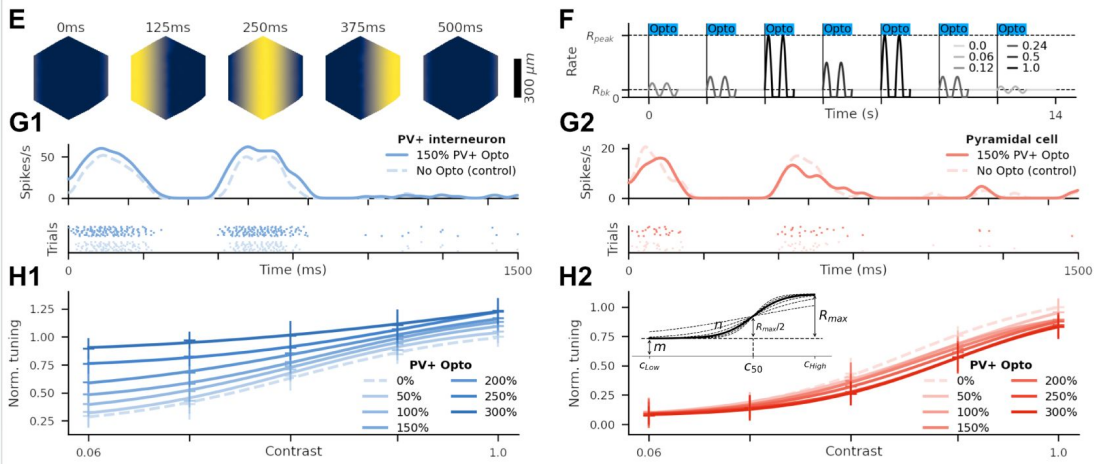 E
0ms 125ms 250ms 375ms 500ms
300 μm
F
Opto Opto Opto Opto Opto Opto Opto
Rate
R_peak
R_bk
0
0.0 0.24
0.06 0.5
0.12 1.0
0 Time (s) 14
G1
PV+ interneuron
150% PV+ Opto
No Opto (control)
Spikes/s
50
0
Trials
0 Time (ms) 1500
G2
Pyramidal cell
150% PV+ Opto
No Opto (control)
Spikes/s
20
0
Trials
0 Time (ms) 1500
H1
Norm. tuning
1.25
1.00
0.75
0.50
0.25
PV+ Opto
0% 200%
50% 250%
100% 300%
150%
0.06 Contrast 1.0
H2
Norm. tuning
1.00
0.75
0.50
0.25
0.00
n
R_max/2
R_max
m
c_Low c_50 c_High
PV+ Opto
0% 200%
50% 250%
100% 300%
150%
0.06 Contrast 1.0